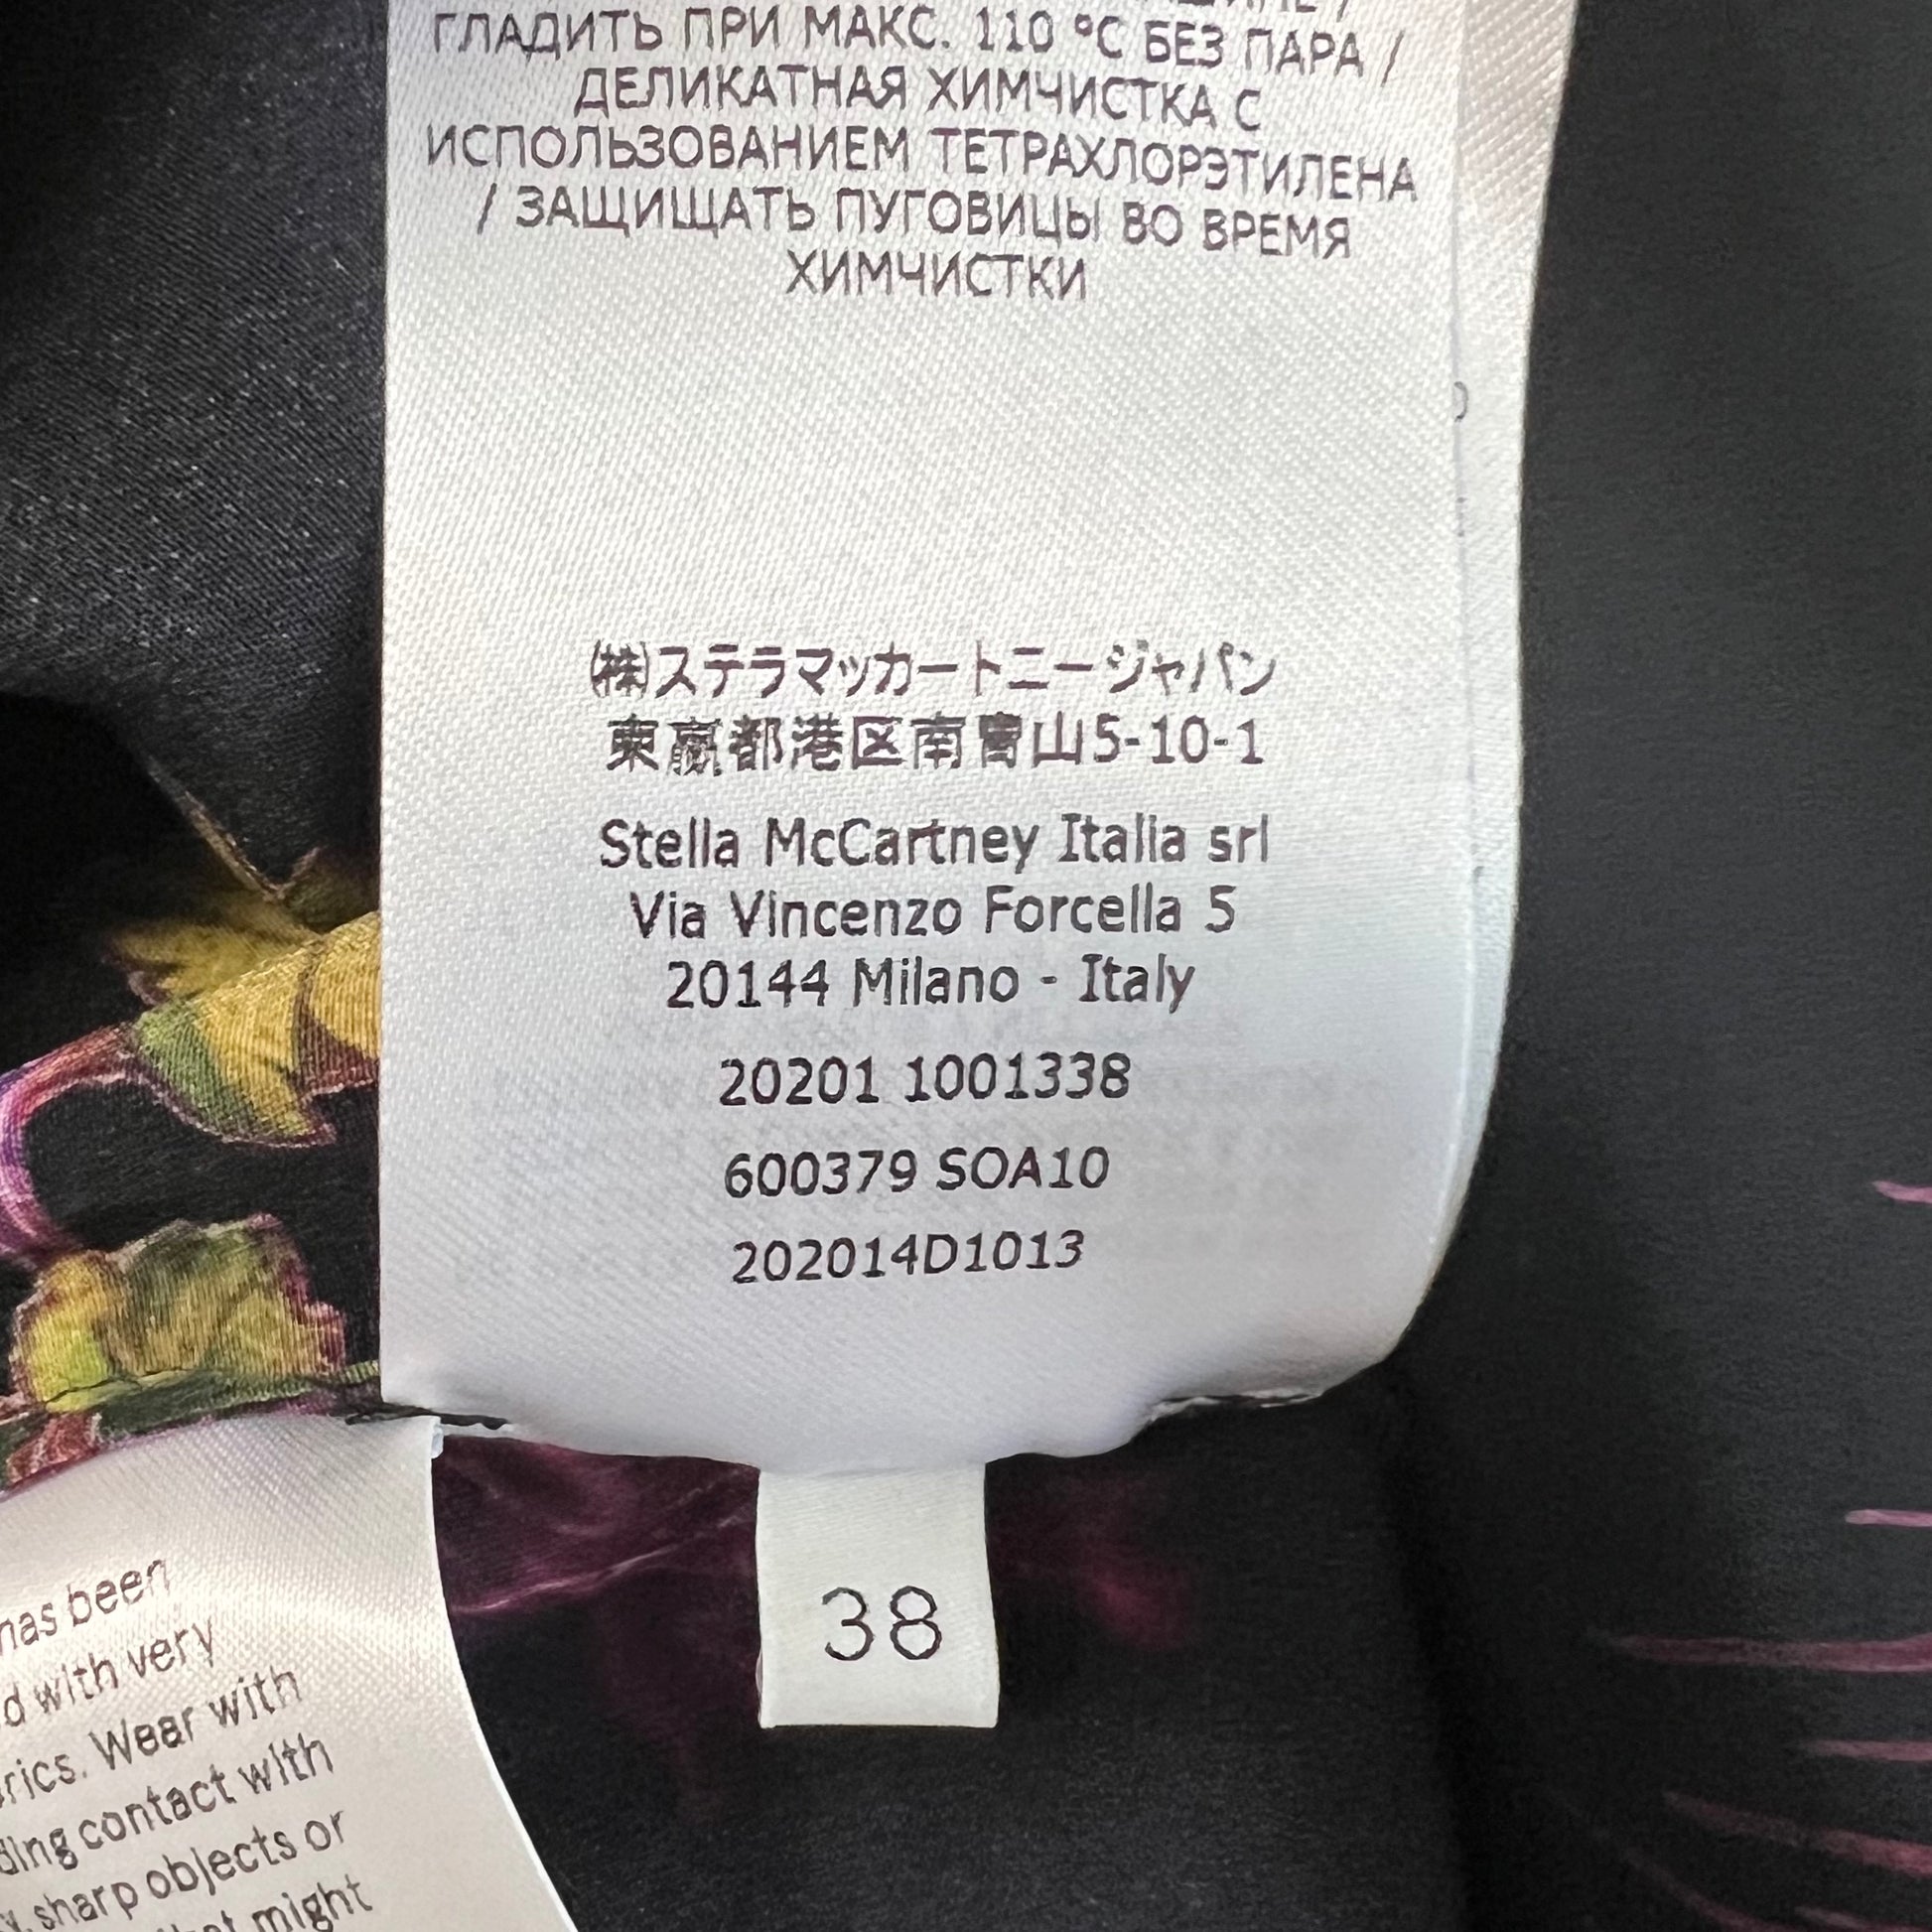 ГЛАДИТЬ ПРИ МАКС. 110 °C БЕЗ ПАРА /
ДЕЛИКАТНАЯ ХИМЧИСТКА С
ИСПОЛЬЗОВАНИЕМ ТЕТРАХЛОРЭТИЛЕНА
/ ЗАЩИЩАТЬ ПУГОВИЦЫ ВО ВРЕМЯ
ХИМЧИСТКИ
㈱ステラマッカートニージャパン
東京都港区南青山5-10-1
Stella McCartney Italia srl
Via Vincenzo Forcella 5
20144 Milano - Italy
20201 1001338
600379 SOA10
202014D1013
38
has been
with very
Wear with
contact with
sharp objects or
might